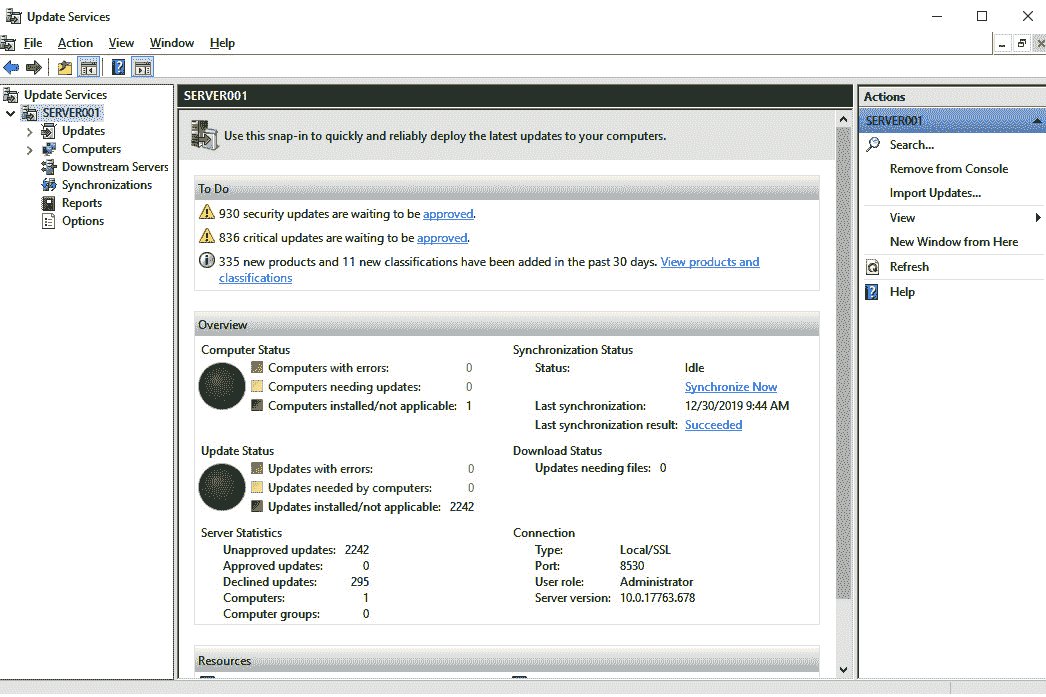 Update Services
File Action View Window Help
Update Services
SERVER001
Updates
Computers
Downstream Servers
Synchronizations
Reports
Options
SERVER001
Use this snap-in to quickly and reliably deploy the latest updates to your computers.
To Do
930 security updates are waiting to be approved.
836 critical updates are waiting to be approved.
335 new products and 11 new classifications have been added in the past 30 days. View products and
classifications
Overview
Computer Status
Computers with errors: 0
Computers needing updates: 0
Computers installed/not applicable: 1
Synchronization Status
Status: Idle
Synchronize Now
Last synchronization: 12/30/2019 9:44 AM
Last synchronization result: Succeeded
Update Status
Updates with errors: 0
Updates needed by computers: 0
Updates installed/not applicable: 2242
Download Status
Updates needing files: 0
Server Statistics
Unapproved updates: 2242
Approved updates: 0
Declined updates: 295
Computers: 1
Computer groups: 0
Connection
Type: Local/SSL
Port: 8530
User role: Administrator
Server version: 10.0.17763.678
Resources
Actions
SERVER001
Search...
Remove from Console
Import Updates...
View
New Window from Here
Refresh
Help